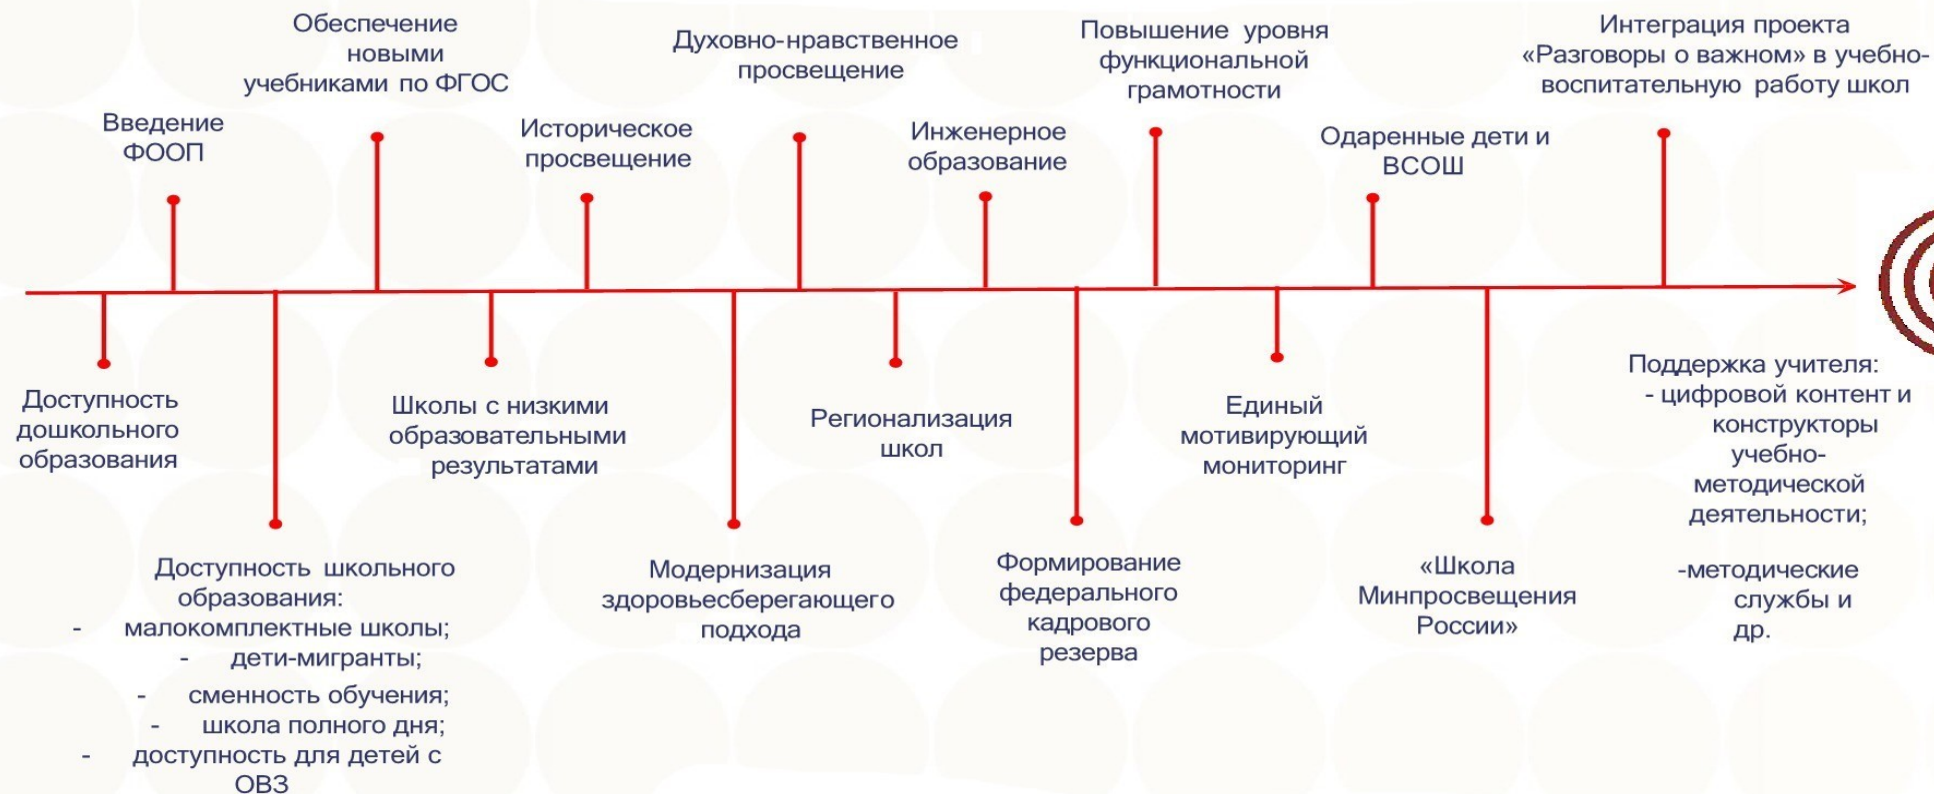 Обеспечение
новыми
учебниками по ФГОС
Духовно-нравственное
просвещение
Повышение уровня
функциональной
грамотности
Интеграция проекта
«Разговоры о важном» в учебно-
воспитательную работу школ
Введение
ФООП
Историческое
просвещение
Инженерное
образование
Одаренные дети и
ВСОШ
Доступность
дошкольного
образования
Школы с низкими
образовательными
результатами
Регионализация
школ
Единый
мотивирующий
мониторинг
Поддержка учителя:
- цифровой контент и
конструкторы
учебно-
методической
деятельности;
-методические
службы и
др.
Доступность школьного
образования:
- малокомплектные школы;
- дети-мигранты;
- сменность обучения;
- школа полного дня;
- доступность для детей с
ОВЗ
Модернизация
здоровьесберегающего
подхода
Формирование
федерального
кадрового
резерва
«Школа
Минпросвещения
России»